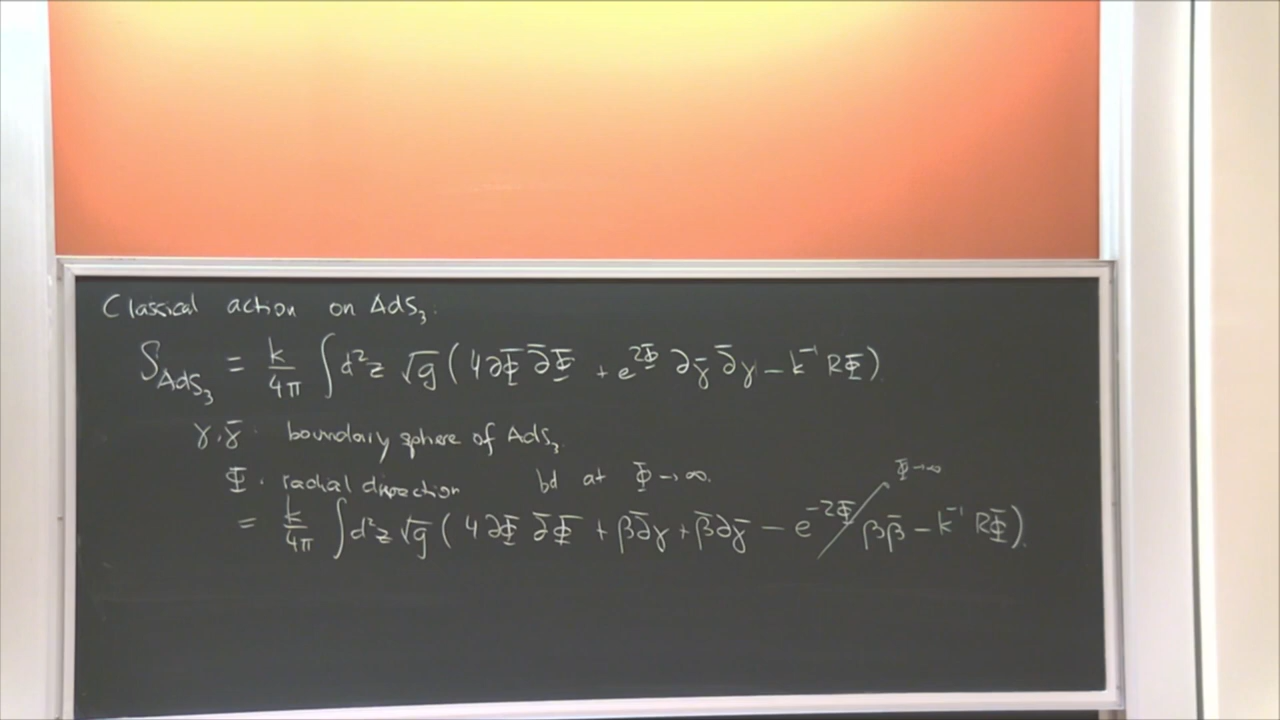 Classical action on AdS₃:
S_AdS₃ = k/4π ∫d²z √g (4∂Φ ∂̄Φ + e^{2Φ} ∂γ̄ ∂̄γ – k⁻¹ RΦ)
γ, γ̄ : boundary sphere of AdS₃.
Φ : radial direction bd at Φ → ∞.
Φ→∞
= k/4π ∫d²z √g (4∂Φ ∂̄Φ + β∂̄γ + β̄∂γ̄ – e^{-2Φ} ββ̄ – k⁻¹ RΦ).